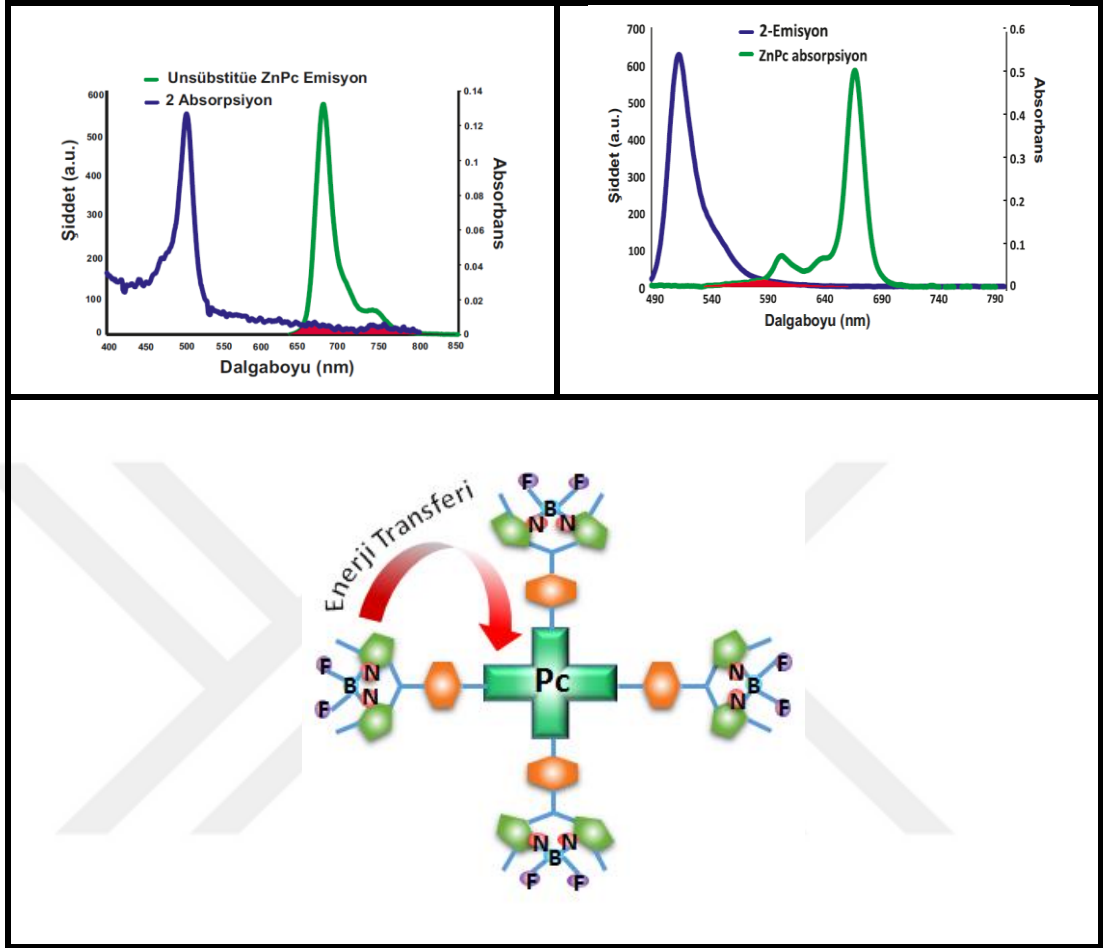 Unsübstitüe ZnPc Emisyon
2 Absorpsiyon
Şiddet (a.u.)
600
500
400
300
200
100
0
0.14
0.12
0.1
0.08
0.06
0.04
0.02
0
Absorbans
400 450 500 550 600 650 700 750 800 850
Dalgaboyu (nm)
2-Emisyon
ZnPc absorpsiyon
Şiddet (a.u.)
700
600
500
400
300
200
100
0
0.6
0.5
0.4
0.3
0.2
0.1
0
Absorbans
490 540 590 640 690 740 790
Dalgaboyu (nm)
Enerji Transferi
F F
B
N N
F
B N
N
F
Pc
N
B F
N
F
N N
B
F F